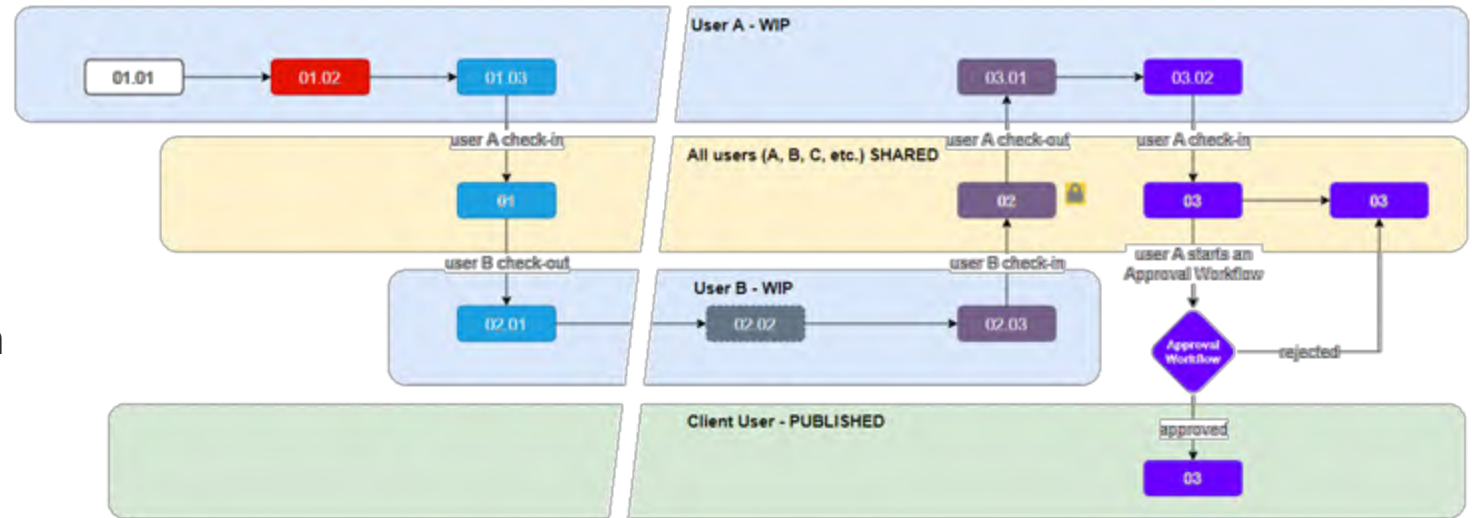 User A - WIP
01.01
01.02
01.03
03.01
03.02
user A check-in
user A check-out
user A check-in
All users (A, B, C, etc.) SHARED
01
02
03
03
user B check-out
user B check-in
user A starts an
Approval Workflow
User B - WIP
02.01
02.02
02.03
Approval
Workflow
rejected
Client User - PUBLISHED
approved
03